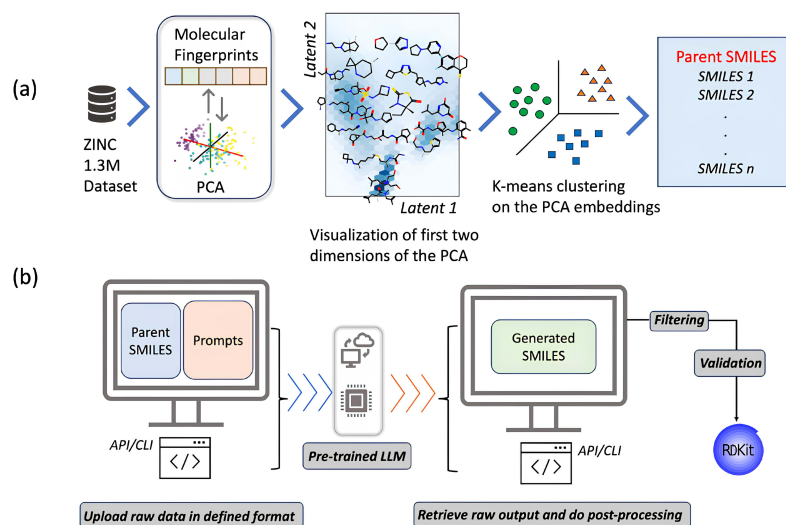 (a)
ZINC
1.3M
Dataset
Molecular
Fingerprints
PCA
Latent 2
Latent 1
Visualization of first two
dimensions of the PCA
K-means clustering
on the PCA embeddings
Parent SMILES
SMILES 1
SMILES 2
.
.
.
SMILES n
(b)
Parent
SMILES
Prompts
API/CLI
</>
Upload raw data in defined format
Pre-trained LLM
Generated
SMILES
API/CLI
</>
Retrieve raw output and do post-processing
Filtering
Validation
RDKit